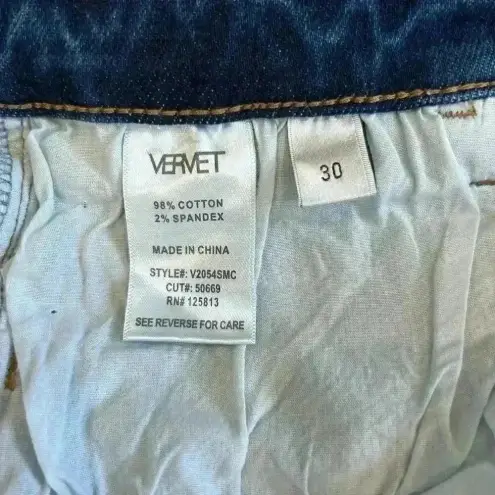 VERVET
98% COTTON
2% SPANDEX
MADE IN CHINA
STYLE#: V2054SMC
CUT#: 50669
RN# 125813
SEE REVERSE FOR CARE
30